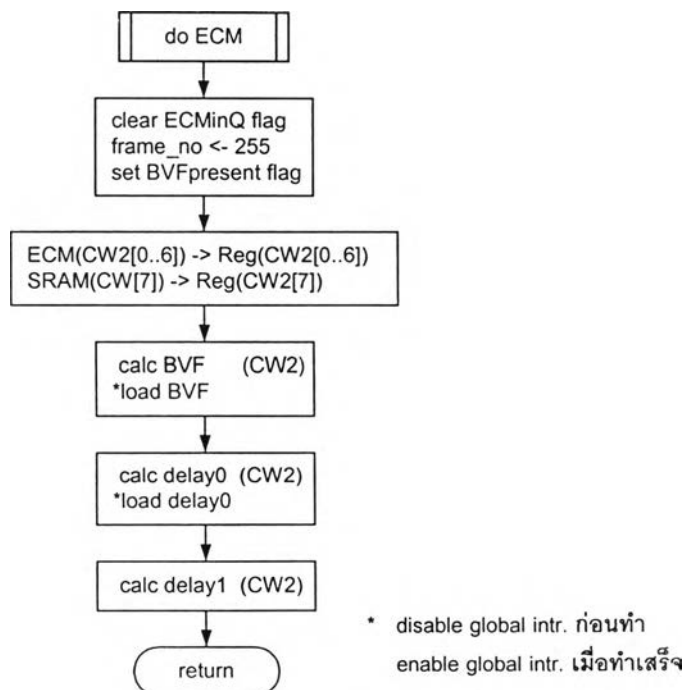 do ECM
clear ECMinQ flag
frame_no <- 255
set BVFpresent flag
ECM(CW2[0..6]) -> Reg(CW2[0..6])
SRAM(CW[7]) -> Reg(CW2[7])
calc BVF (CW2)
*load BVF
calc delay0 (CW2)
*load delay0
calc delay1 (CW2)
return
* disable global intr. ก่อนทำ
enable global intr. เมื่อทำเสร็จ